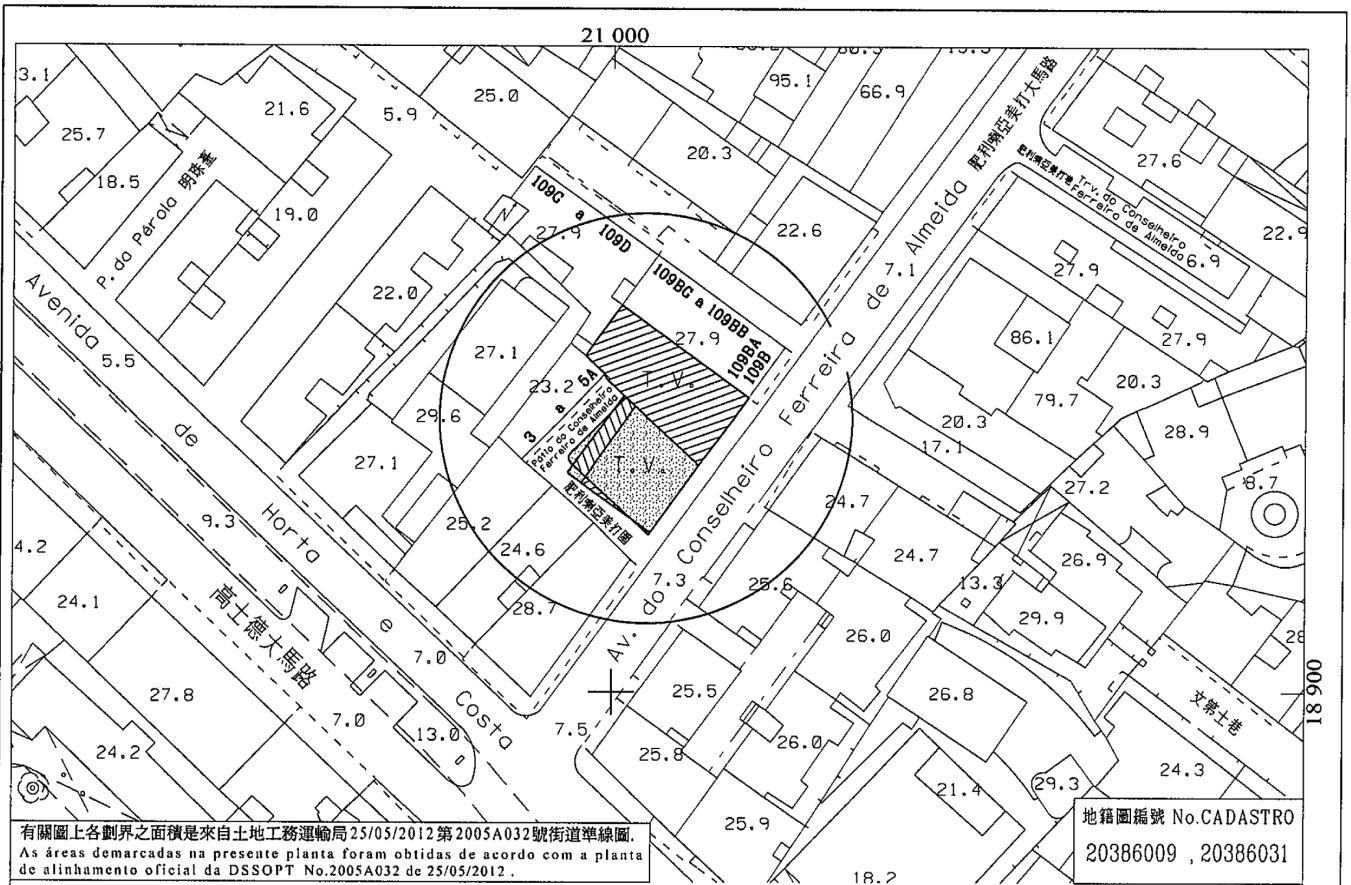 21 000
3.1
25.7
18.5
21.6
5.9
25.0
95.1
66.9
20.3
22.6
27.6
22.9
6.9
肥利喇亞美打大馬路
肥利喇亞美打巷
Trv. do Conselheiro
Ferreira de Almeida
P. da Pérola 明珠臺
19.0
22.0
27.9
109G a 109D
109BG a 109BB
109BA
109B
27.9
T.V.
T.V.
7.1
27.9
86.1
27.9
20.3
79.7
20.3
17.1
28.9
8.7
27.2
Avenida
5.5
de
Horta
e
Costa
高士德大馬路
27.1
29.6
27.1
23.2
3 a 5A
Pátio do Conselheiro
Ferreira de Almeida
肥利喇亞美打圍
Av. do Conselheiro Ferreira de Almeida
7.3
25.2
24.6
28.7
9.3
4.2
24.1
27.8
24.2
7.0
7.0
13.0
7.5
24.7
24.7
13.3
26.9
29.9
25.6
26.0
25.5
25.8
26.0
25.9
26.8
21.4
29.3
24.3
28
18.2
文第士巷
18 900
有關圖上各劃界之面積是來自土地工務運輸局25/05/2012第2005A032號街道準線圖.
As áreas demarcadas na presente planta foram obtidas de acordo com a planta
de alinhamento oficial da DSSOPT No.2005A032 de 25/05/2012 .
地籍圖編號 No.CADASTRO
20386009 , 20386031